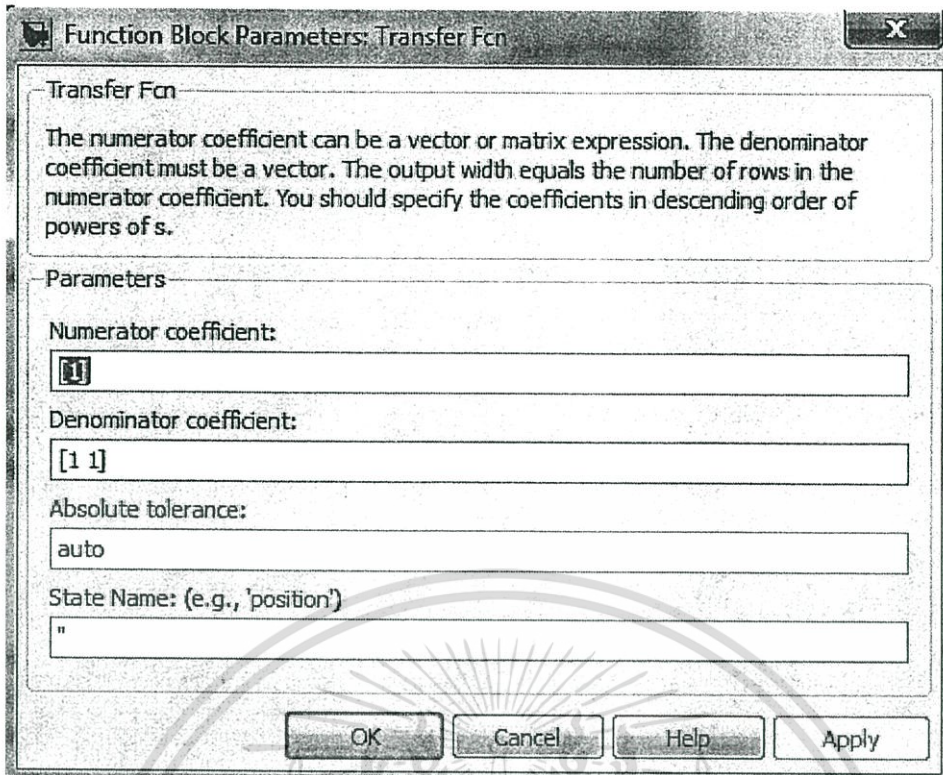 Function Block Parameters: Transfer Fcn
X
Transfer Fcn
The numerator coefficient can be a vector or matrix expression. The denominator
coefficient must be a vector. The output width equals the number of rows in the
numerator coefficient. You should specify the coefficients in descending order of
powers of s.
Parameters
Numerator coefficient:
[1]
Denominator coefficient:
[1 1]
Absolute tolerance:
auto
State Name: (e.g., 'position')
''
OK Cancel Help Apply